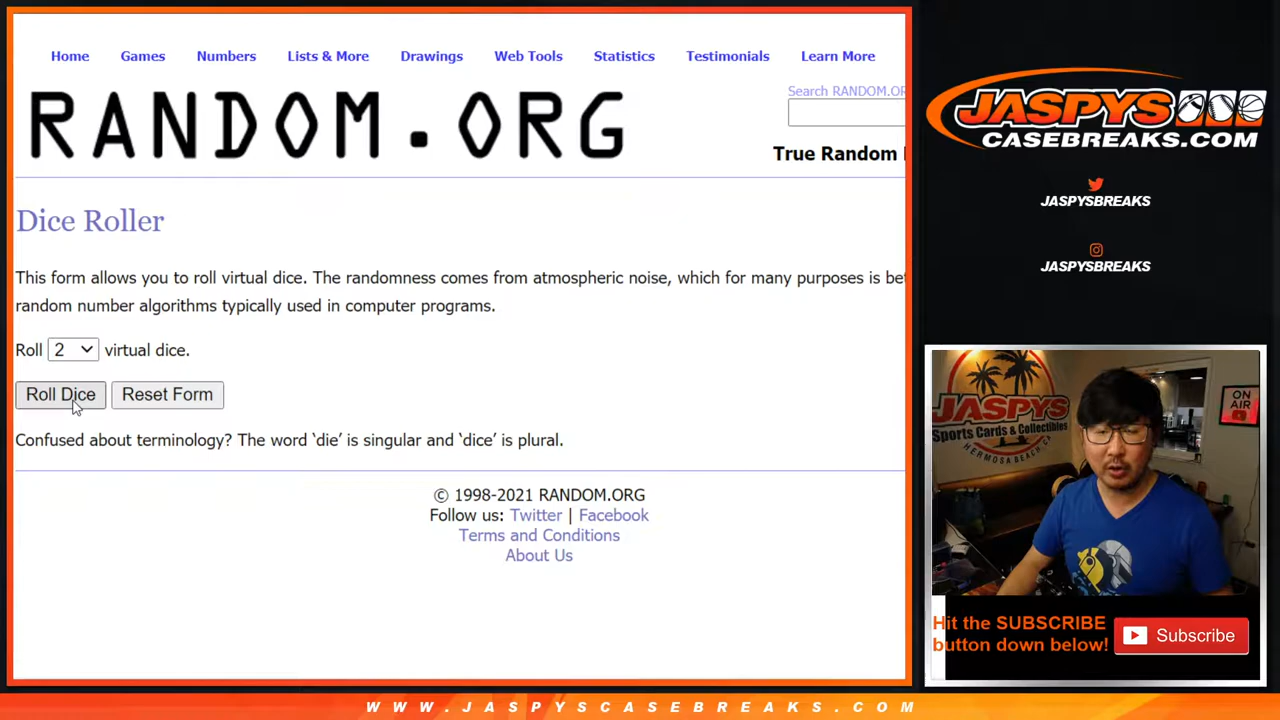 Home Games Numbers Lists & More Drawings Web Tools Statistics Testimonials Learn More
Search RANDOM.OR
RANDOM.ORG
True Random
Dice Roller
This form allows you to roll virtual dice. The randomness comes from atmospheric noise, which for many purposes is bet
random number algorithms typically used in computer programs.
Roll 2 virtual dice.
Roll Dice Reset Form
Confused about terminology? The word ‘die’ is singular and ‘dice’ is plural.
© 1998-2021 RANDOM.ORG
Follow us: Twitter | Facebook
Terms and Conditions
About Us
JASPYS
CASEBREAKS.COM
JASPYSBREAKS
JASPYSBREAKS
JASPYS
Sports Cards & Collectibles
HERMOSA BEACH, CA
ON AIR
Hit the SUBSCRIBE
button down below!
Subscribe
WWW.JASPYSCASEBREAKS.COM